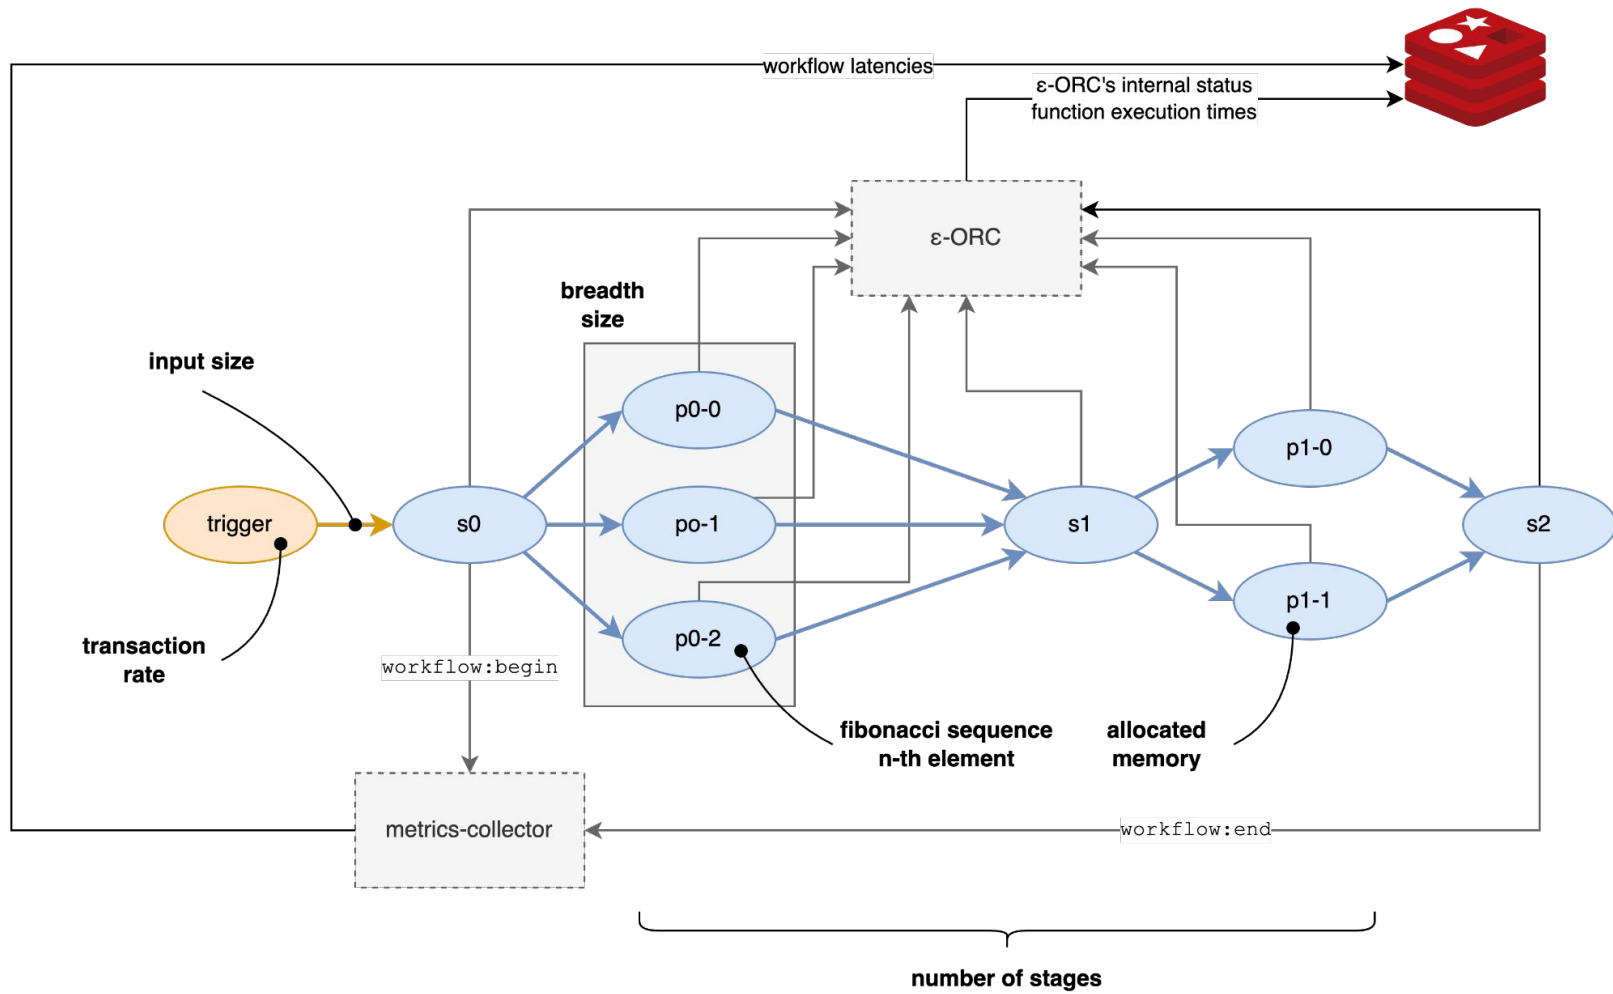 workflow latencies
ε-ORC's internal status
function execution times
ε-ORC
breadth
size
input size
p0-0
p1-0
trigger
s0
po-1
s1
s2
p1-1
p0-2
transaction
rate
workflow:begin
fibonacci sequence
n-th element
allocated
memory
metrics-collector
workflow:end
number of stages